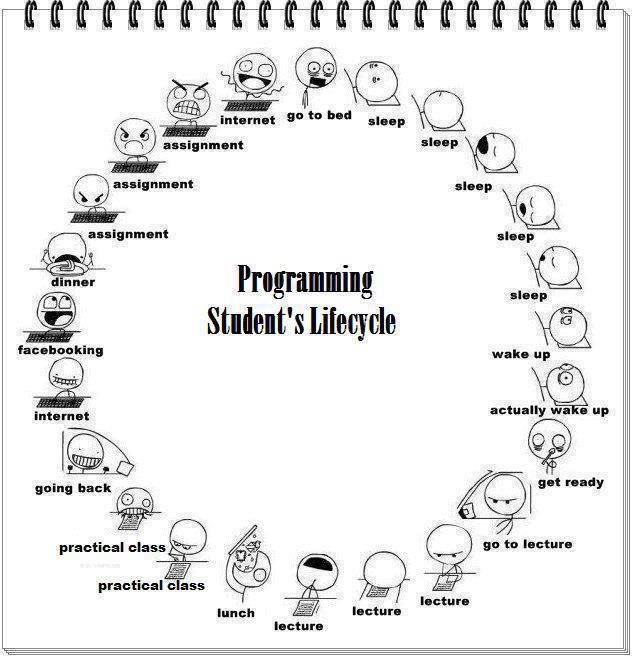 go to bed
sleep
sleep
sleep
sleep
sleep
wake up
actually wake up
get ready
go to lecture
lecture
lecture
lecture
lunch
practical class
practical class
going back
internet
facebooking
dinner
assignment
assignment
assignment
internet
Programming
Student's Lifecycle